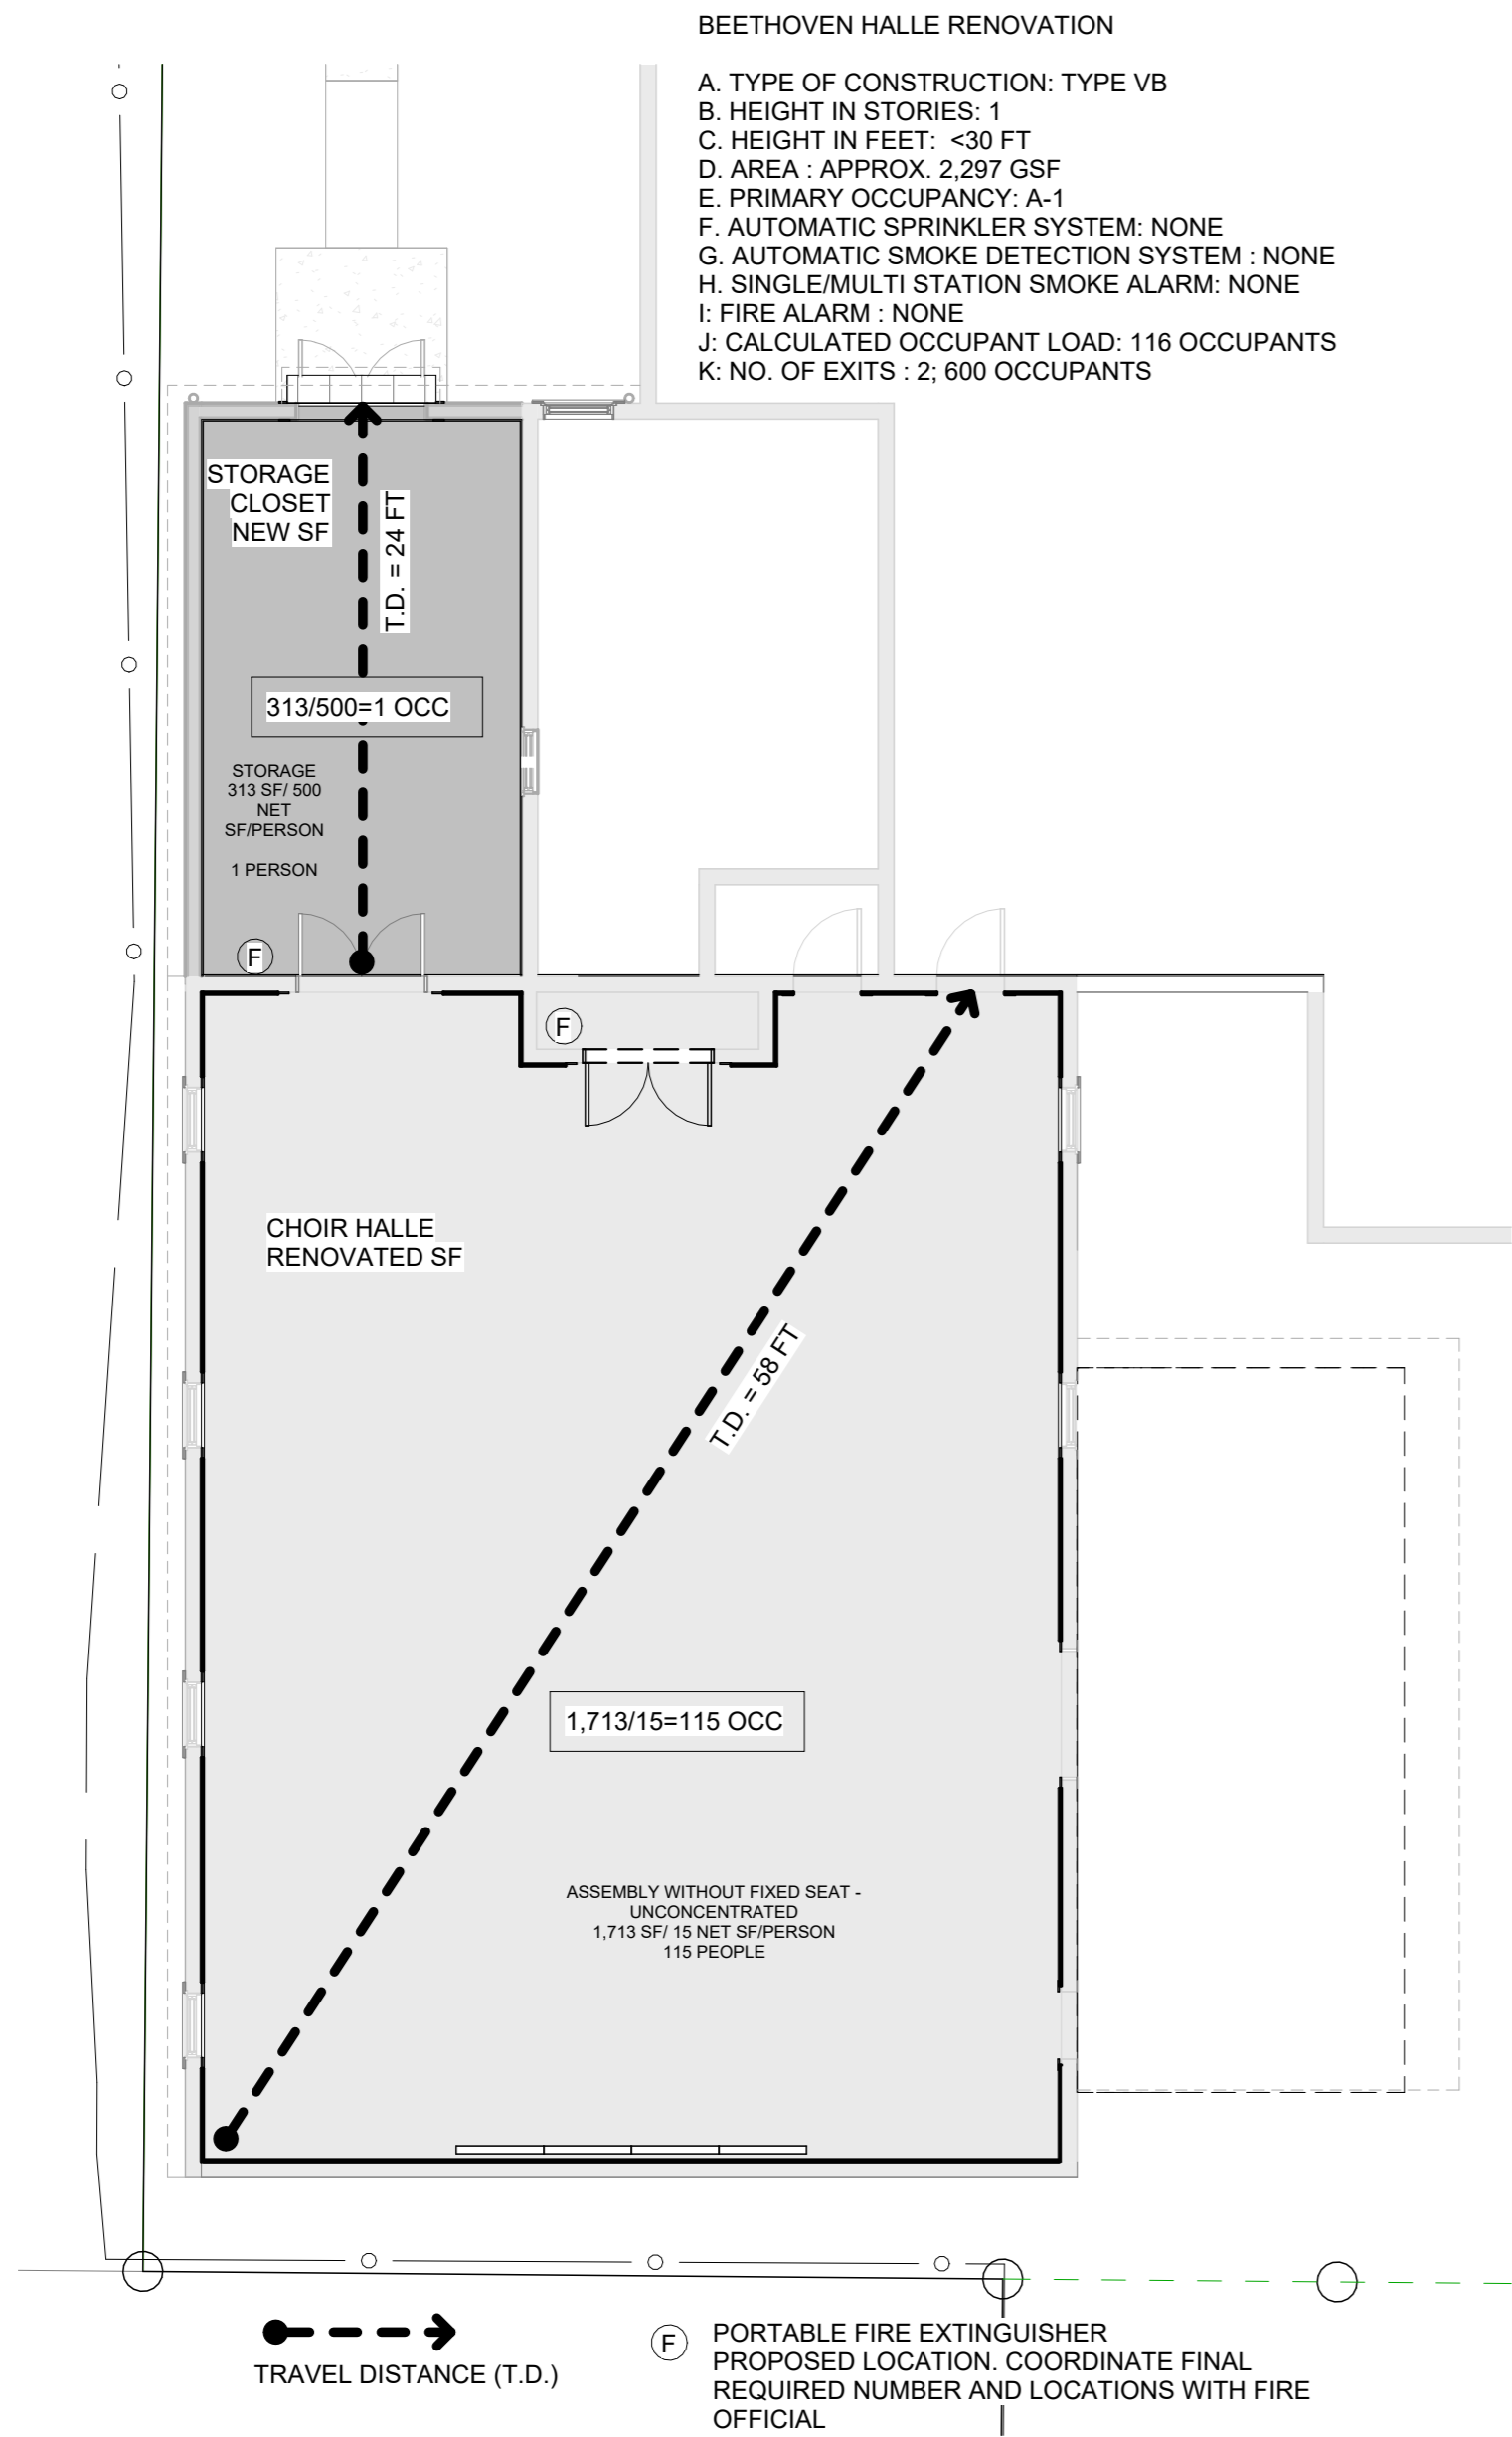 BEETHOVEN HALLE RENOVATION
A. TYPE OF CONSTRUCTION: TYPE VB
B. HEIGHT IN STORIES: 1
C. HEIGHT IN FEET: <30 FT
D. AREA : APPROX. 2,297 GSF
E. PRIMARY OCCUPANCY: A-1
F. AUTOMATIC SPRINKLER SYSTEM: NONE
G. AUTOMATIC SMOKE DETECTION SYSTEM : NONE
H. SINGLE/MULTI STATION SMOKE ALARM: NONE
I: FIRE ALARM : NONE
J: CALCULATED OCCUPANT LOAD: 116 OCCUPANTS
K: NO. OF EXITS : 2; 600 OCCUPANTS
STORAGE
CLOSET
NEW SF
T.D. = 24 FT
313/500=1 OCC
STORAGE
313 SF/ 500
NET
SF/PERSON
1 PERSON
F
F
CHOIR HALLE
RENOVATED SF
T.D. = 58 FT
1,713/15=115 OCC
ASSEMBLY WITHOUT FIXED SEAT -
UNCONCENTRATED
1,713 SF/ 15 NET SF/PERSON
115 PEOPLE
TRAVEL DISTANCE (T.D.)
F
PORTABLE FIRE EXTINGUISHER
PROPOSED LOCATION. COORDINATE FINAL
REQUIRED NUMBER AND LOCATIONS WITH FIRE
OFFICIAL